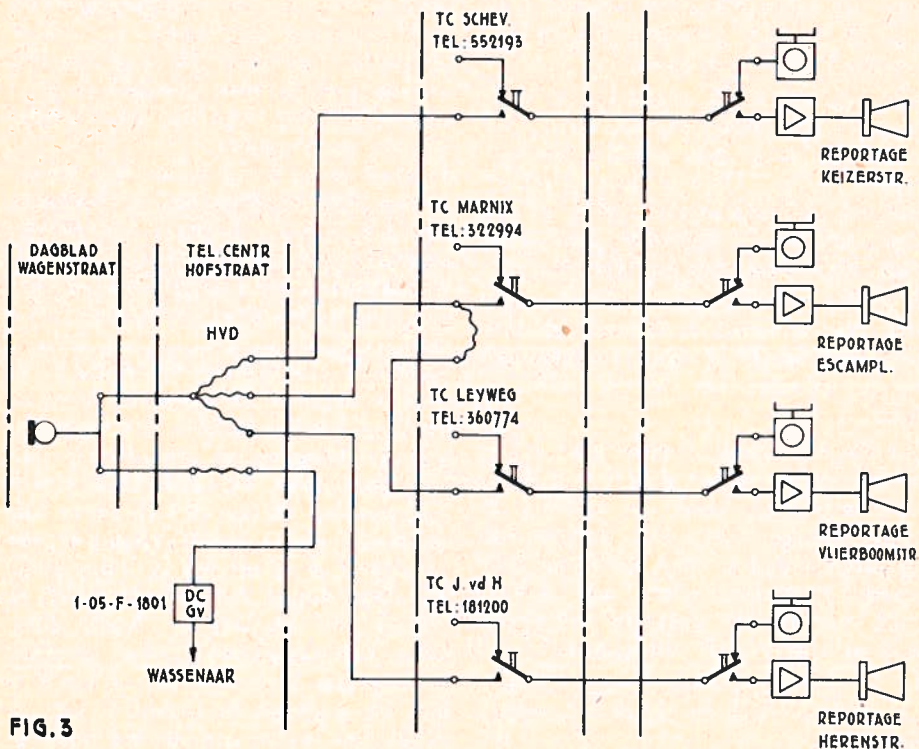 TC SCHEV.
TEL: 552193
REPORTAGE
KEIZERSTR.
TC MARNIX
TEL: 322994
REPORTAGE
ESCAMPL.
DAGBLAD
WAGENSTRAAT
TEL. CENTR
HOFSTRAAT
HVD
TC LEYWEG
TEL: 360774
REPORTAGE
VLIERBOOMSTR.
1-05-F-1801
DC
GV
WASSENAAR
TC J. vd H
TEL: 181200
REPORTAGE
HERENSTR.
FIG. 3